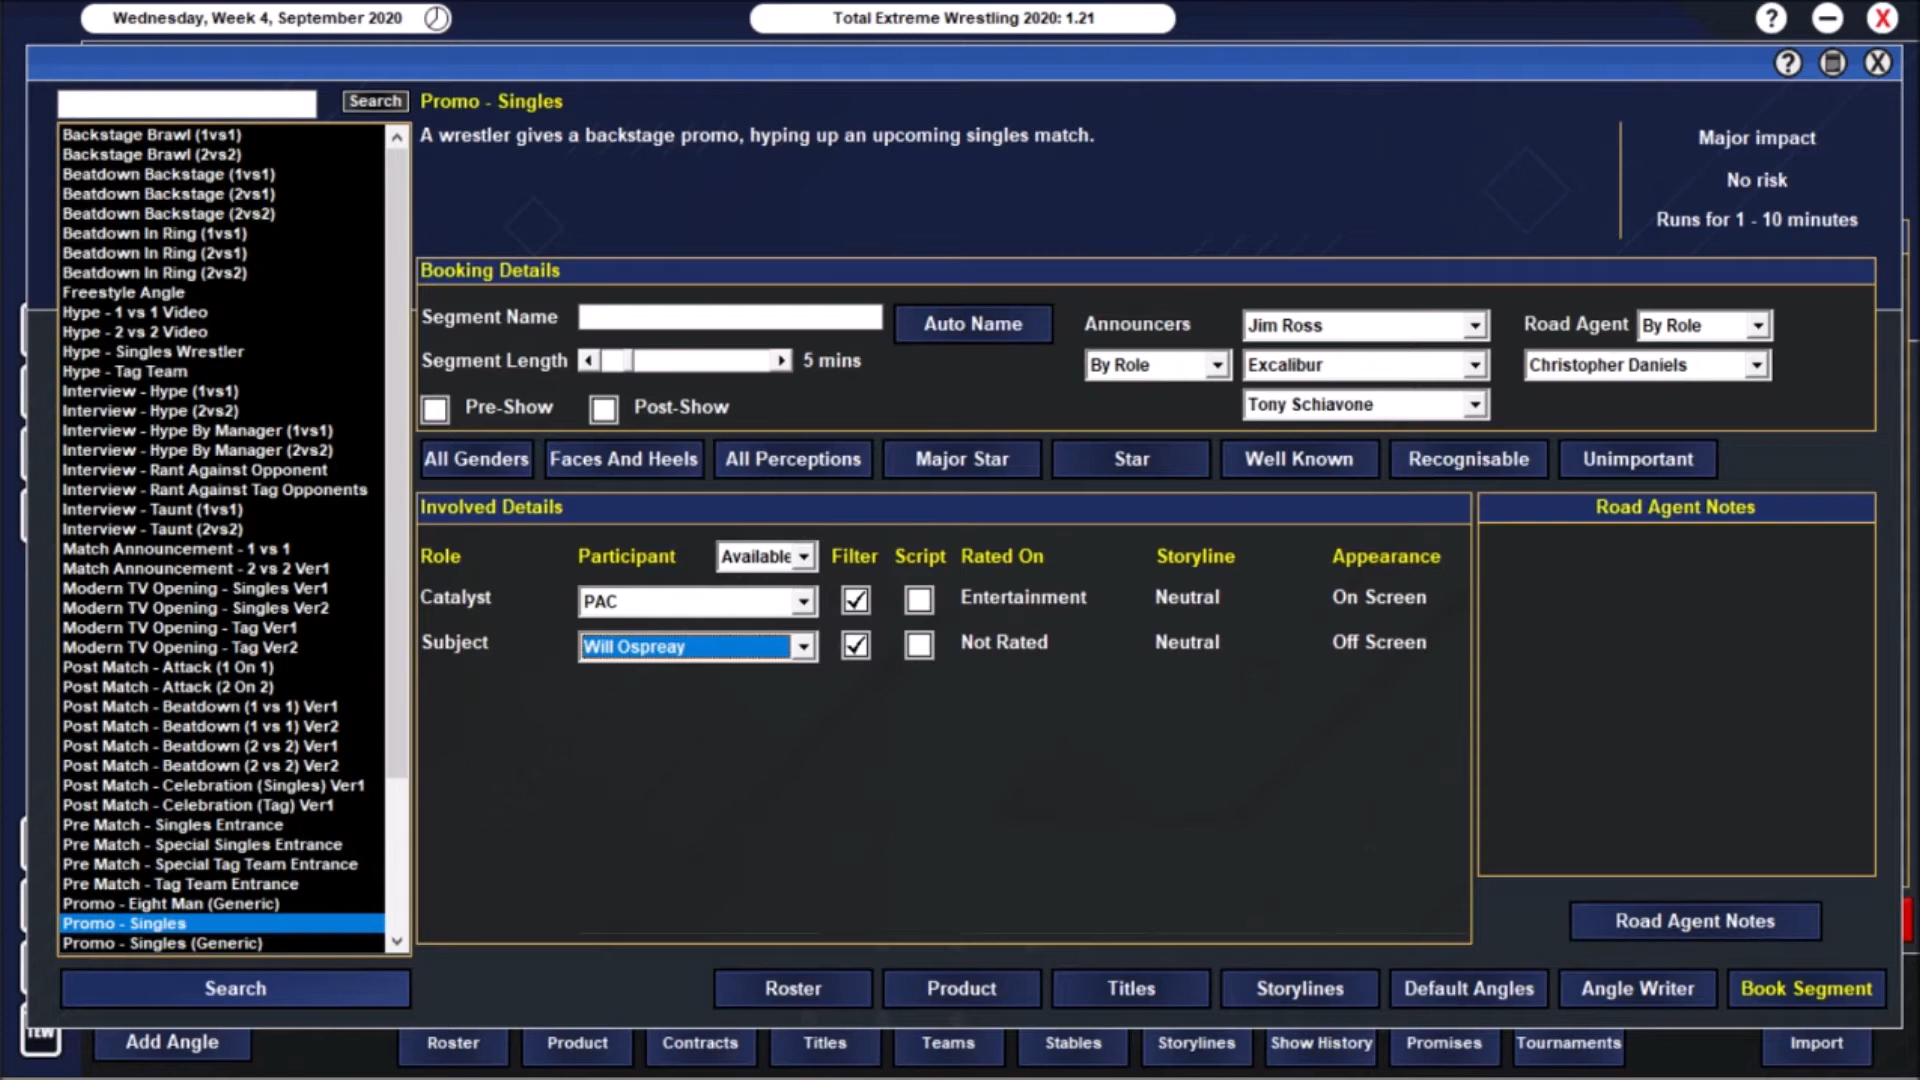 Wednesday, Week 4, September 2020
Total Extreme Wrestling 2020: 1.21
? X
? X
Search
Backstage Brawl (1vs1)
Backstage Brawl (2vs2)
Beatdown Backstage (1vs1)
Beatdown Backstage (2vs1)
Beatdown Backstage (2vs2)
Beatdown In Ring (1vs1)
Beatdown In Ring (2vs1)
Beatdown In Ring (2vs2)
Freestyle Angle
Hype - 1 vs 1 Video
Hype - 2 vs 2 Video
Hype - Singles Wrestler
Hype - Tag Team
Interview - Hype (1vs1)
Interview - Hype (2vs2)
Interview - Hype By Manager (1vs1)
Interview - Hype By Manager (2vs2)
Interview - Rant Against Opponent
Interview - Rant Against Tag Opponents
Interview - Taunt (1vs1)
Interview - Taunt (2vs2)
Match Announcement - 1 vs 1
Match Announcement - 2 vs 2 Ver1
Modern TV Opening - Singles Ver1
Modern TV Opening - Singles Ver2
Modern TV Opening - Tag Ver1
Modern TV Opening - Tag Ver2
Post Match - Attack (1 On 1)
Post Match - Attack (2 On 2)
Post Match - Beatdown (1 vs 1) Ver1
Post Match - Beatdown (1 vs 1) Ver2
Post Match - Beatdown (2 vs 2) Ver1
Post Match - Beatdown (2 vs 2) Ver2
Post Match - Celebration (Singles) Ver1
Post Match - Celebration (Tag) Ver1
Pre Match - Singles Entrance
Pre Match - Special Singles Entrance
Pre Match - Special Tag Team Entrance
Pre Match - Tag Team Entrance
Promo - Eight Man (Generic)
Promo - Singles
Promo - Singles (Generic)
Search
Promo - Singles
A wrestler gives a backstage promo, hyping up an upcoming singles match.
Major impact
No risk
Runs for 1 - 10 minutes
Booking Details
Segment Name
Auto Name
Segment Length 5 mins
Pre-Show Post-Show
Announcers
By Role
Jim Ross
Excalibur
Tony Schiavone
Road Agent By Role
Christopher Daniels
All Genders Faces And Heels All Perceptions Major Star Star Well Known Recognisable Unimportant
Involved Details
Role Participant Available Filter Script Rated On Storyline Appearance
Catalyst PAC Entertainment Neutral On Screen
Subject Will Ospreay Not Rated Neutral Off Screen
Road Agent Notes
Road Agent Notes
Roster Product Titles Storylines Default Angles Angle Writer Book Segment
TEW
Add Angle Roster Product Contracts Titles Teams Stables Storylines Show History Promises Tournaments Import